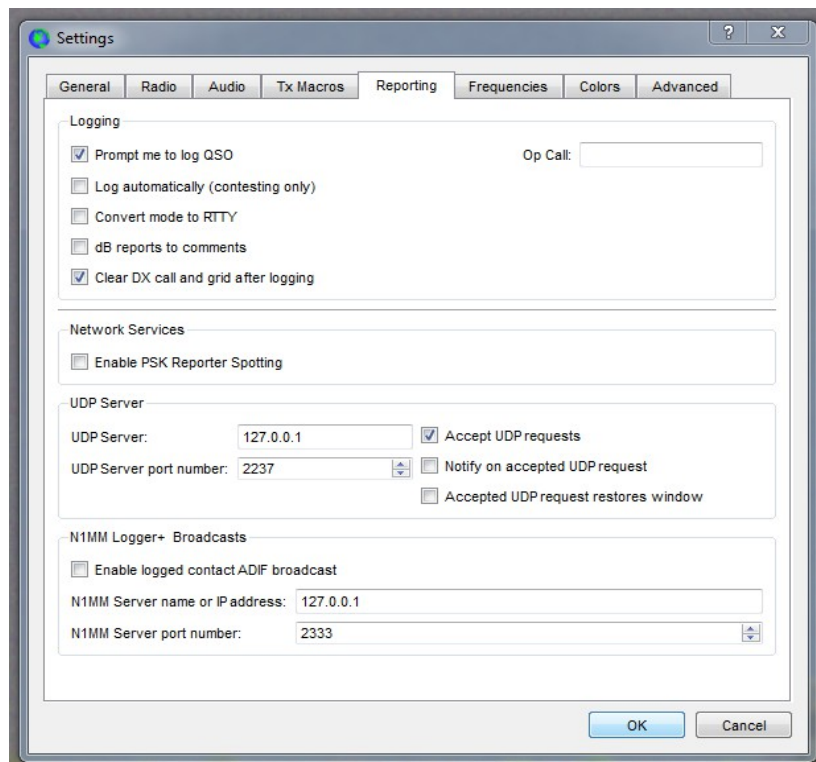 Settings
General Radio Audio Tx Macros Reporting Frequencies Colors Advanced
Logging
Prompt me to log QSO Op Call:
Log automatically (contesting only)
Convert mode to RTTY
dB reports to comments
Clear DX call and grid after logging
Network Services
Enable PSK Reporter Spotting
UDP Server
UDP Server: 127.0.0.1 Accept UDP requests
UDP Server port number: 2237 Notify on accepted UDP request
Accepted UDP request restores window
N1MM Logger+ Broadcasts
Enable logged contact ADIF broadcast
N1MM Server name or IP address: 127.0.0.1
N1MM Server port number: 2333
OK Cancel